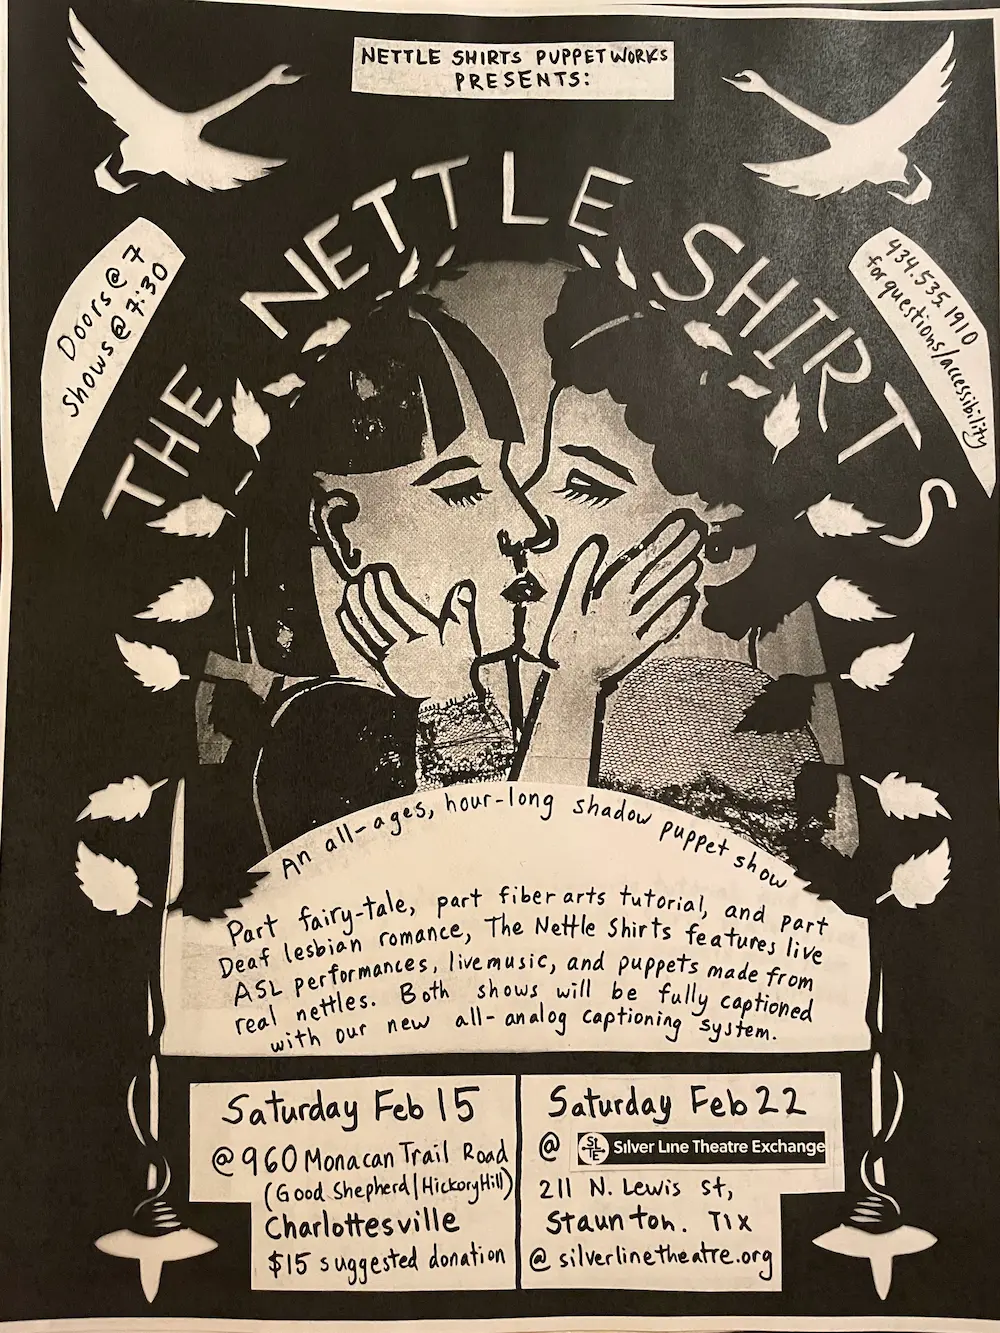 NETTLE SHIRTS PUPPETWORKS
PRESENTS:
THE NETTLE SHIRTS
Doors @ 7
Shows @ 7:30
434.535.1910
for questions/accessibility
An all-ages, hour-long shadow puppet show
Part fairy-tale, part fiber arts tutorial, and part
Deaf lesbian romance, The Nettle Shirts features live
ASL performances, live music, and puppets made from
real nettles. Both shows will be fully captioned
with our new all-analog captioning system.
Saturday Feb 15
@ 960 Monacan Trail Road
(Good Shepherd/Hickory Hill)
Charlottesville
$15 suggested donation
Saturday Feb 22
@ SLTE Silver Line Theatre Exchange
211 N. Lewis St,
Staunton. Tix
@ silverlinetheatre.org